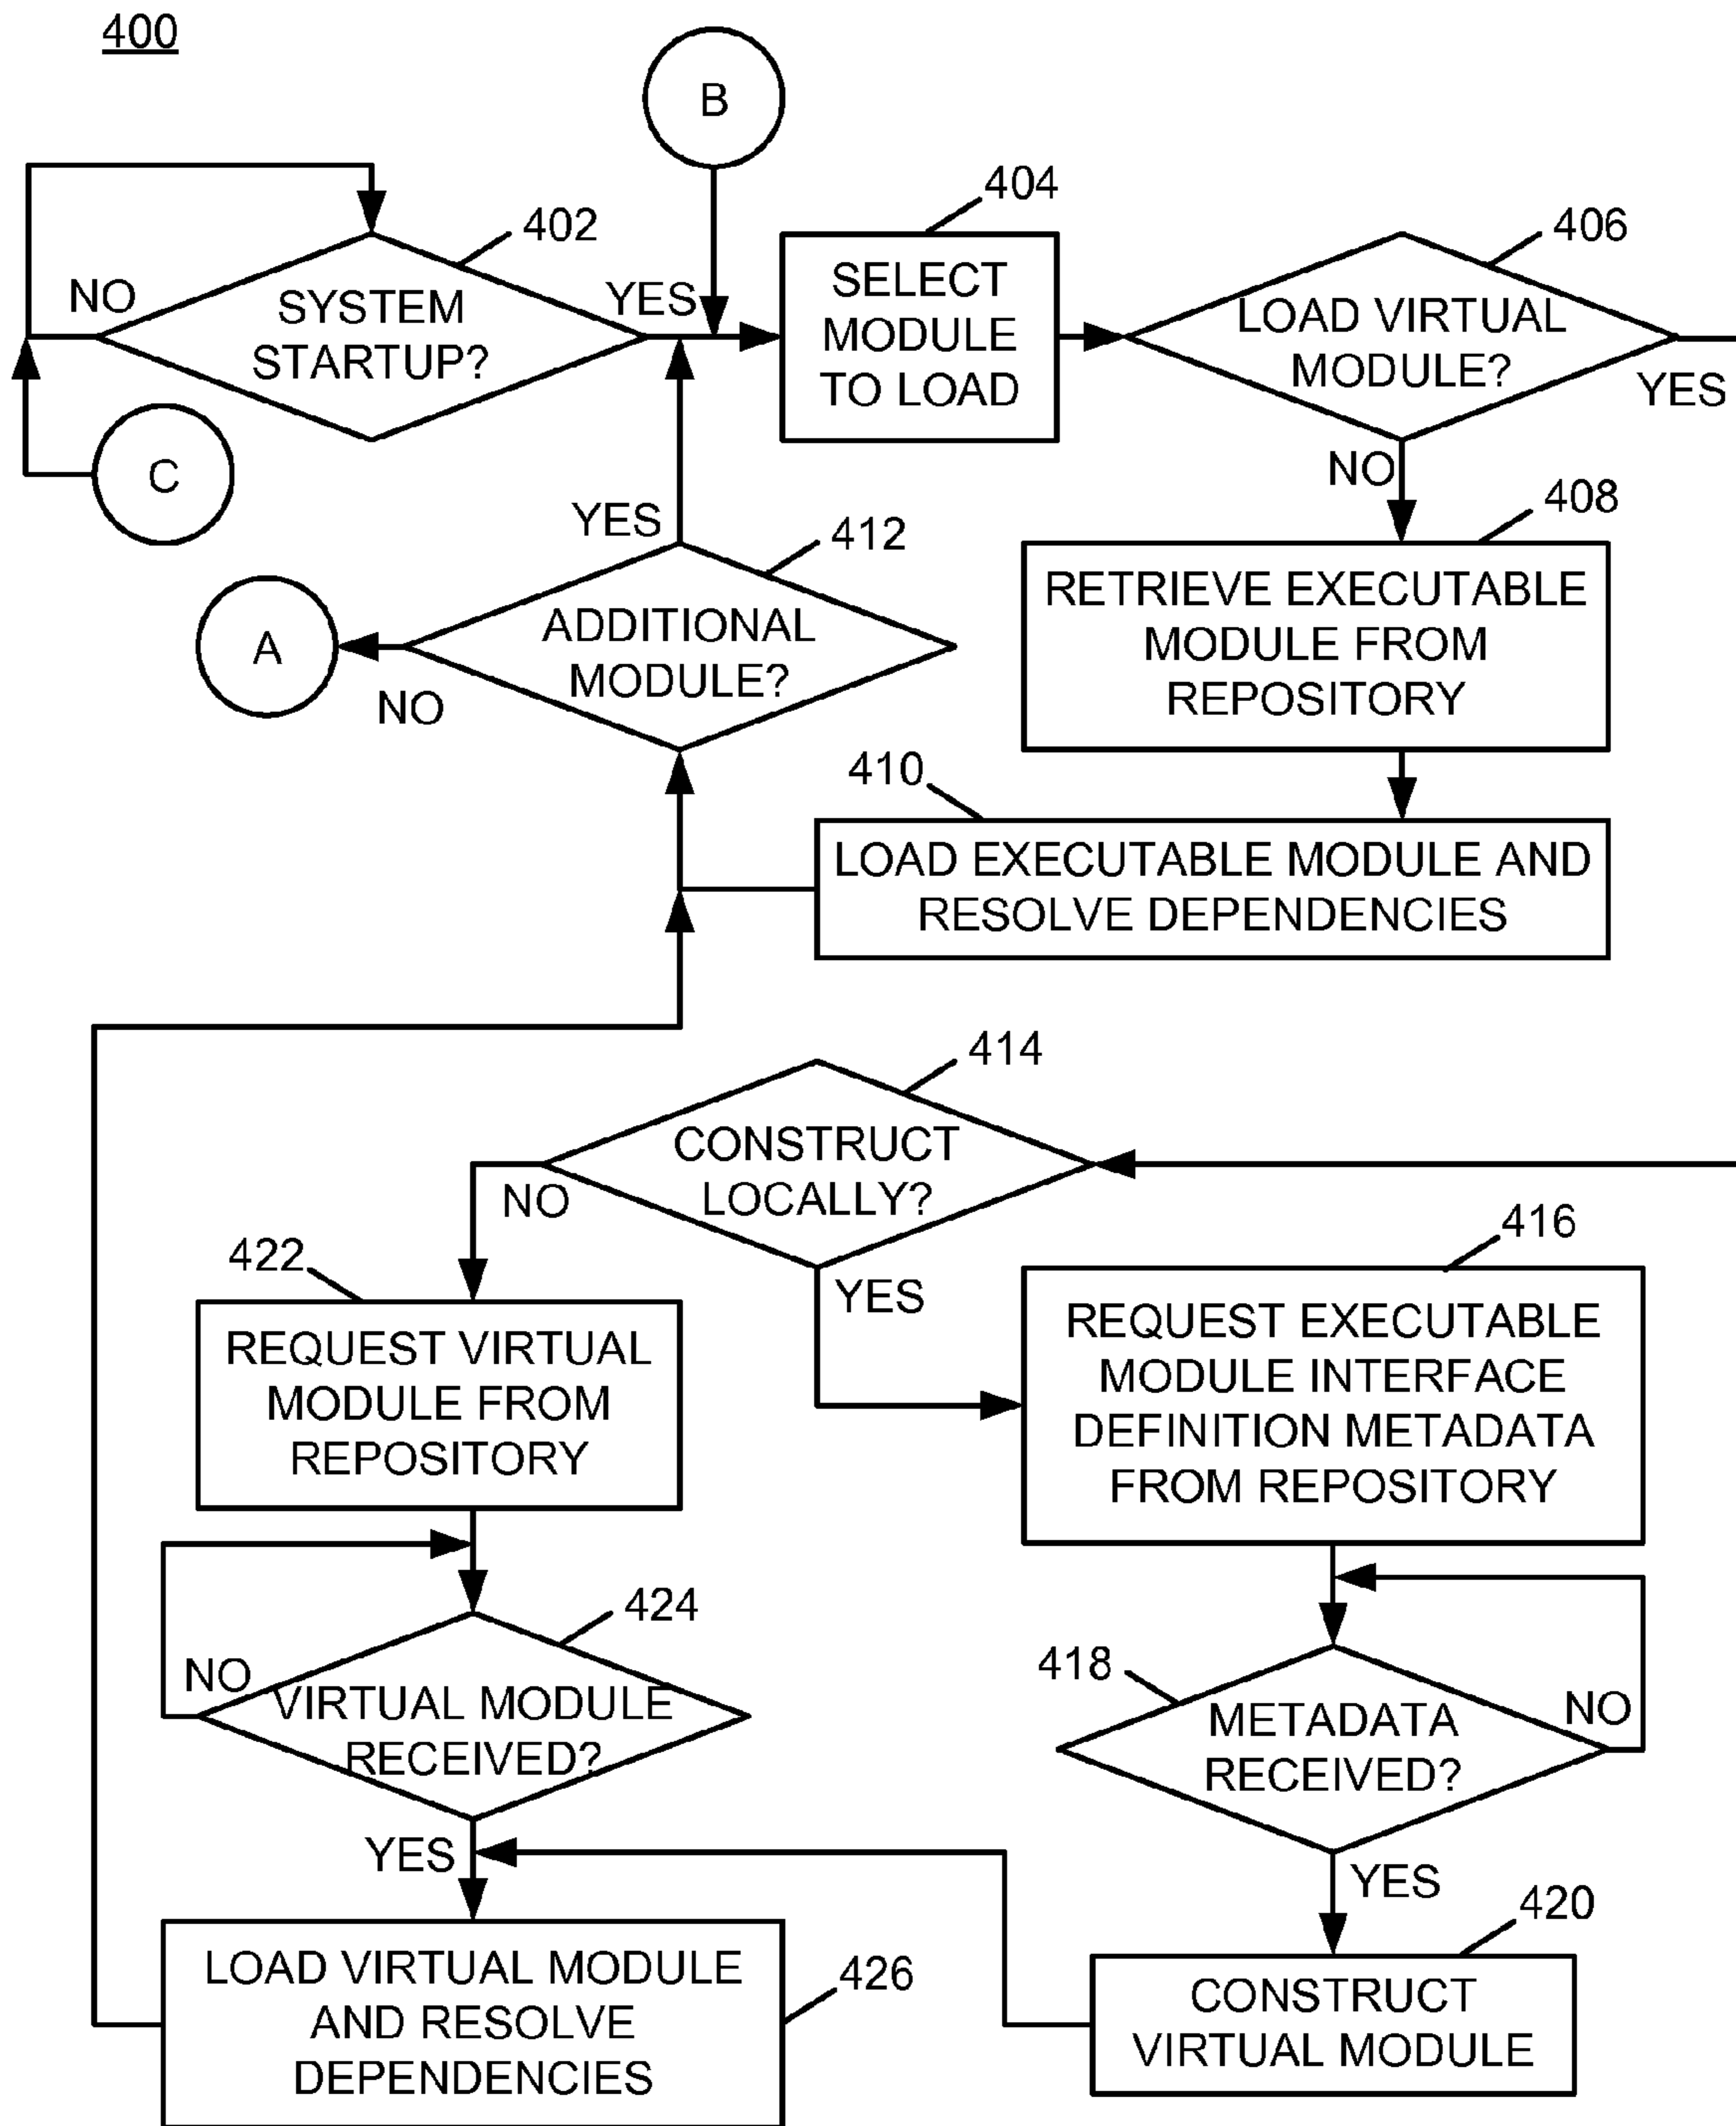 400
B
402
404
406
NO
SYSTEM
STARTUP?
YES
SELECT
MODULE
TO LOAD
LOAD VIRTUAL
MODULE?
YES
C
NO
408
YES
412
RETRIEVE EXECUTABLE
MODULE FROM
REPOSITORY
A
NO
ADDITIONAL
MODULE?
410
LOAD EXECUTABLE MODULE AND
RESOLVE DEPENDENCIES
414
CONSTRUCT
LOCALLY?
NO
YES
422
REQUEST VIRTUAL
MODULE FROM
REPOSITORY
416
REQUEST EXECUTABLE
MODULE INTERFACE
DEFINITION METADATA
FROM REPOSITORY
424
NO
VIRTUAL MODULE
RECEIVED?
YES
418
METADATA
RECEIVED?
NO
YES
420
LOAD VIRTUAL MODULE
AND RESOLVE
DEPENDENCIES
426
CONSTRUCT
VIRTUAL MODULE